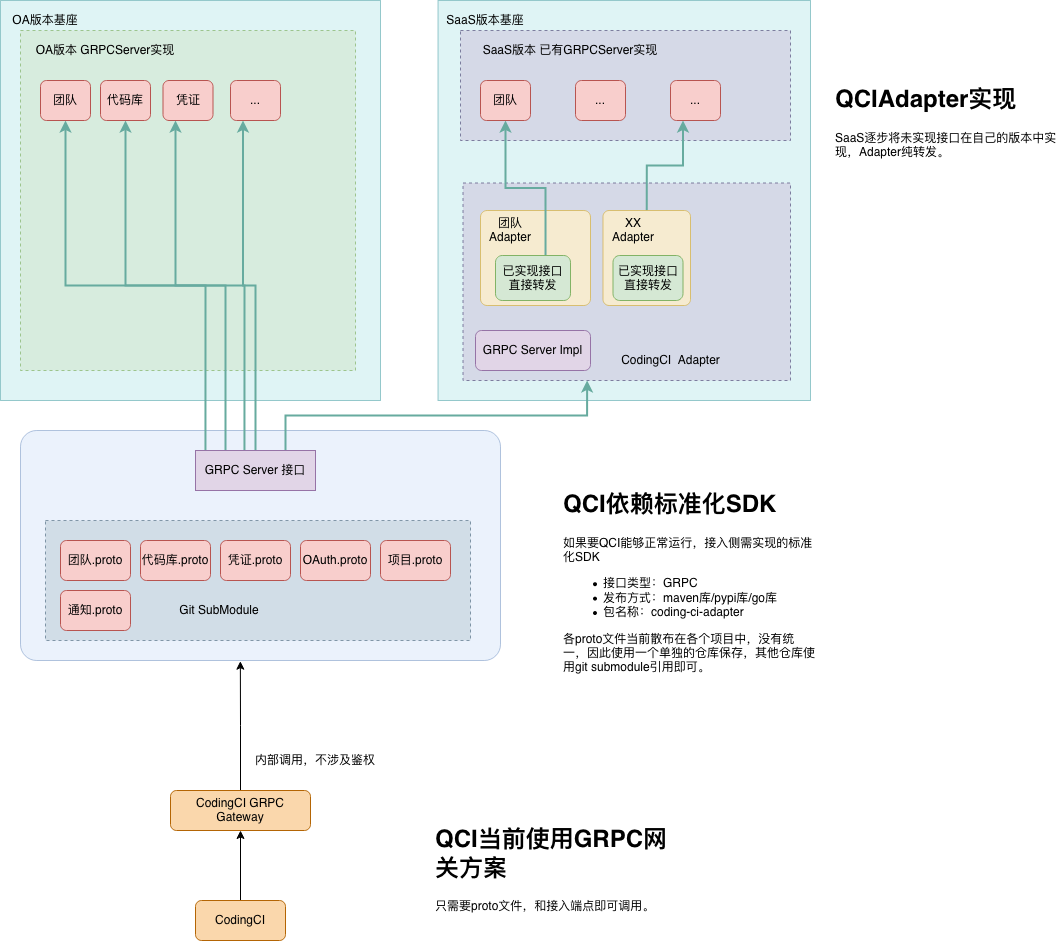 OA版本基座
OA版本 GRPCServer实现
团队
代码库
凭证
...
SaaS版本基座
SaaS版本 已有GRPCServer实现
团队
...
...
QCIAdapter实现
SaaS逐步将未实现接口在自己的版本中实
现，Adapter纯转发。
团队
Adapter
已实现接口
直接转发
XX
Adapter
已实现接口
直接转发
GRPC Server Impl
CodingCI Adapter
GRPC Server 接口
团队.proto
代码库.proto
凭证.proto
OAuth.proto
项目.proto
通知.proto
Git SubModule
QCI依赖标准化SDK
如果要QCI能够正常运行，接入侧需实现的标准
化SDK
• 接口类型：GRPC
• 发布方式：maven库/pypi库/go库
• 包名称：coding-ci-adapter
各proto文件当前散布在各个项目中，没有统
一，因此使用一个单独的仓库保存，其他仓库使
用git submodule引用即可。
内部调用，不涉及鉴权
CodingCI GRPC
Gateway
CodingCI
QCI当前使用GRPC网
关方案
只需要proto文件，和接入端点即可调用。